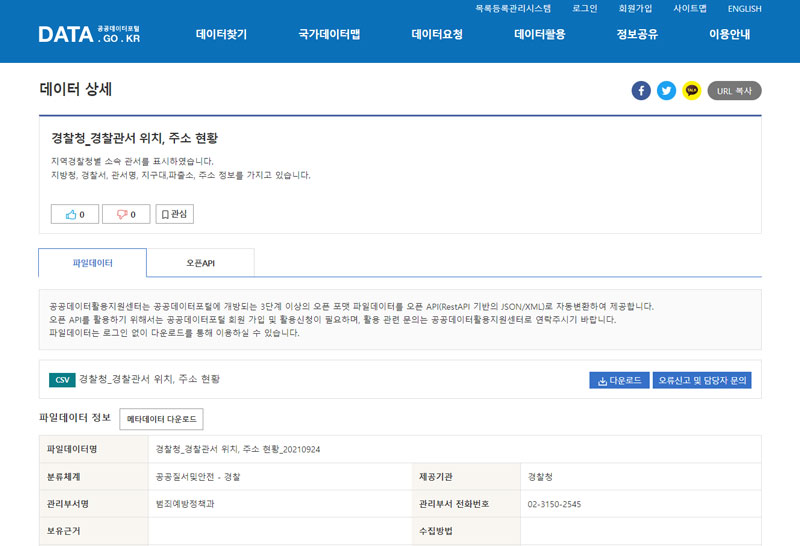 목록등록관리시스템 로그인 회원가입 사이트맵 ENGLISH
DATA 공공데이터포털 .GO.KR
데이터찾기 국가데이터맵 데이터요청 데이터활용 정보공유 이용안내
데이터 상세
f TALK URL 복사
경찰청_경찰관서 위치, 주소 현황
지역경찰청별 소속 관서를 표시하였습니다.
지방청, 경찰서, 관서명, 지구대,파출소, 주소 정보를 가지고 있습니다.
0 0 관심
파일데이터 오픈API
공공데이터활용지원센터는 공공데이터포털에 개방되는 3단계 이상의 오픈 포맷 파일데이터를 오픈 API(RestAPI 기반의 JSON/XML)로 자동변환하여 제공합니다.
오픈 API를 활용하기 위해서는 공공데이터포털 회원 가입 및 활용신청이 필요하며, 활용 관련 문의는 공공데이터활용지원센터로 연락주시기 바랍니다.
파일데이터는 로그인 없이 다운로드를 통해 이용하실 수 있습니다.
CSV 경찰청_경찰관서 위치, 주소 현황 다운로드 오류신고 및 담당자 문의
파일데이터 정보 메타데이터 다운로드
파일데이터명 경찰청_경찰관서 위치, 주소 현황_20210924
분류체계 공공질서및안전 - 경찰 제공기관 경찰청
관리부서명 범죄예방정책과 관리부서 전화번호 02-3150-2545
보유근거 수집방법